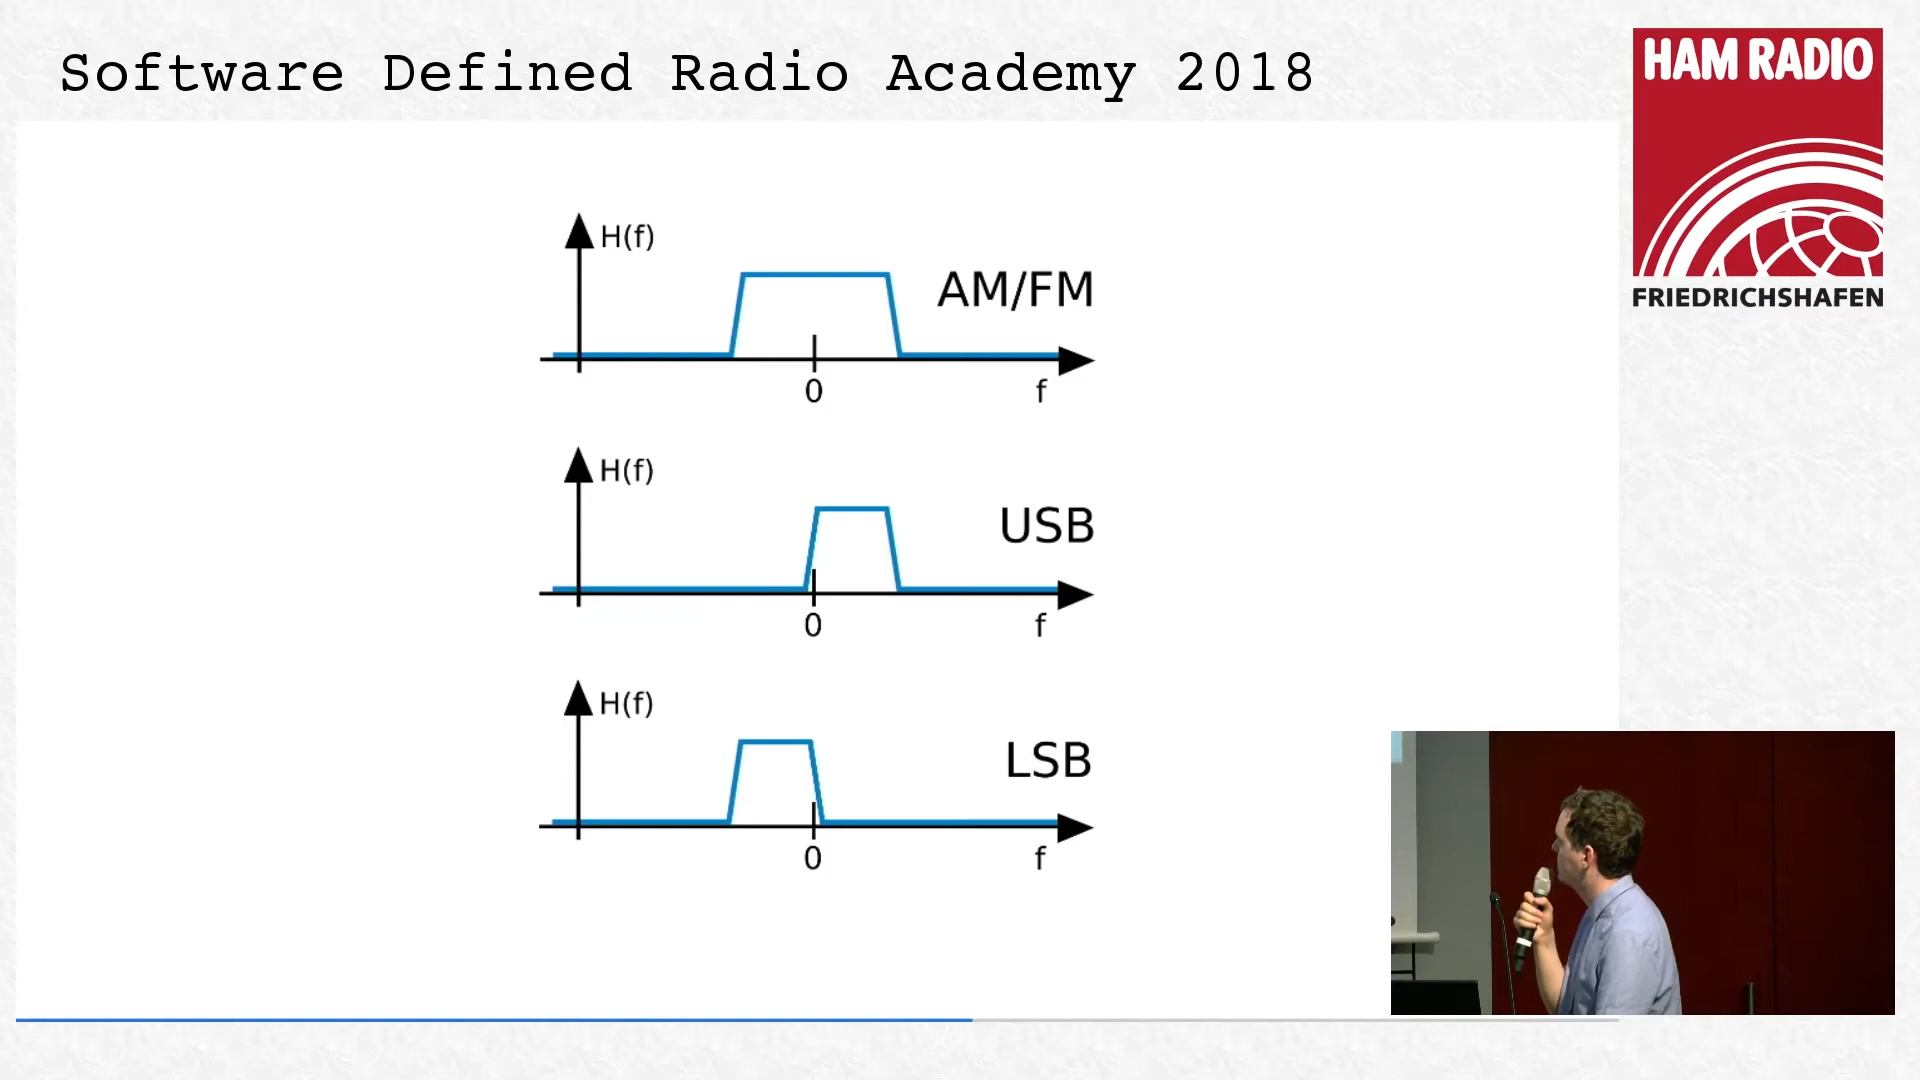 Software Defined Radio Academy 2018
HAM RADIO
FRIEDRICHSHAFEN
H(f)
AM/FM
0
f
H(f)
USB
0
f
H(f)
LSB
0
f